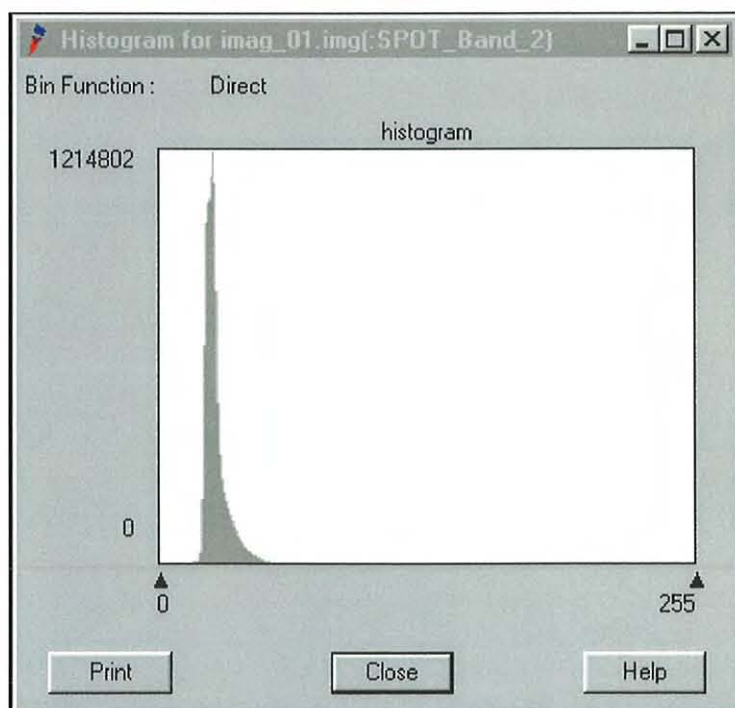 Histogram for imag_01.img(:SPOT_Band_2)
Bin Function : Direct
histogram
1214802
0
0 255
Print Close Help